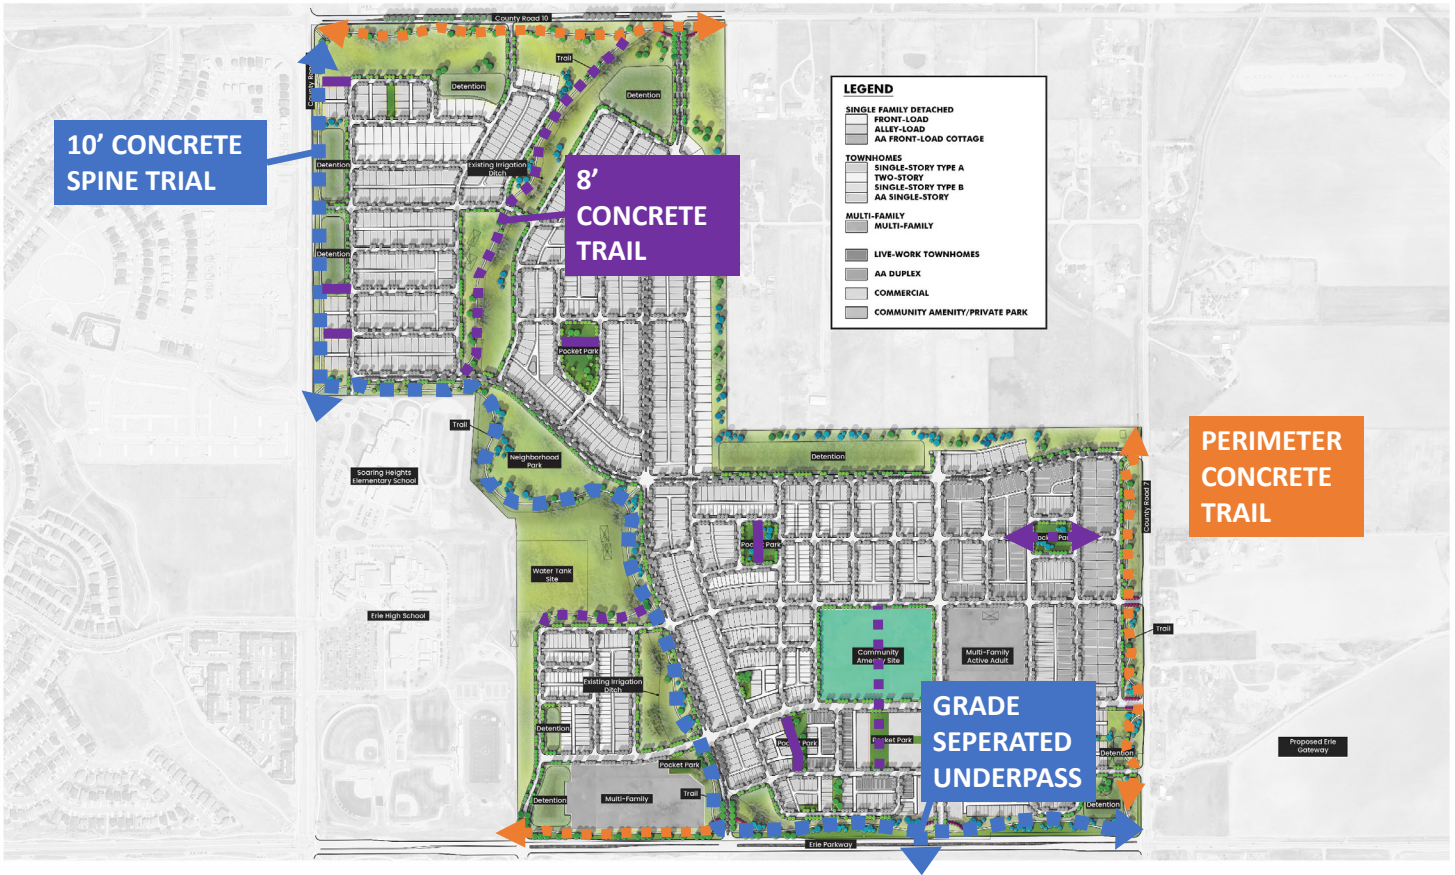 County Road 10
Trail
Detention
Detention
10' CONCRETE
SPINE TRIAL
Detention
Existing Irrigation
Ditch
8'
CONCRETE
TRAIL
Detention
Pocket Park
LEGEND
SINGLE FAMILY DETACHED
FRONT-LOAD
ALLEY-LOAD
AA FRONT-LOAD COTTAGE
TOWNHOMES
SINGLE-STORY TYPE A
TWO-STORY
SINGLE-STORY TYPE B
AA SINGLE-STORY
MULTI-FAMILY
MULTI-FAMILY
LIVE-WORK TOWNHOMES
AA DUPLEX
COMMERCIAL
COMMUNITY AMENITY/PRIVATE PARK
Trail
Neighborhood
Park
Soaring Heights
Elementary School
Detention
PERIMETER
CONCRETE
TRAIL
County Road 7
Water Tank
Site
Erie High School
Trail
Community
Site
Multi-Family
Active Adult
Existing Irrigation
Ditch
GRADE
SEPERATED
UNDERPASS
Detention
Park
Proposed Erie
Gateway
Detention
Pocket Park
Detention
Multi-Family
Trail
Detention
Erie Parkway